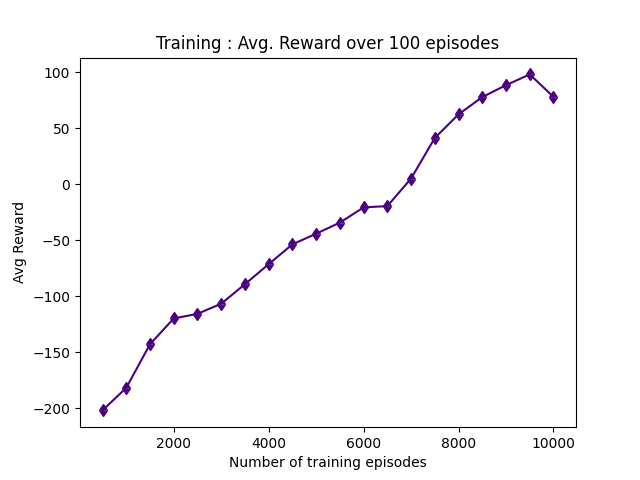 Training : Avg. Reward over 100 episodes
100
50
0
−50
−100
−150
−200
Avg Reward
2000 4000 6000 8000 10000
Number of training episodes